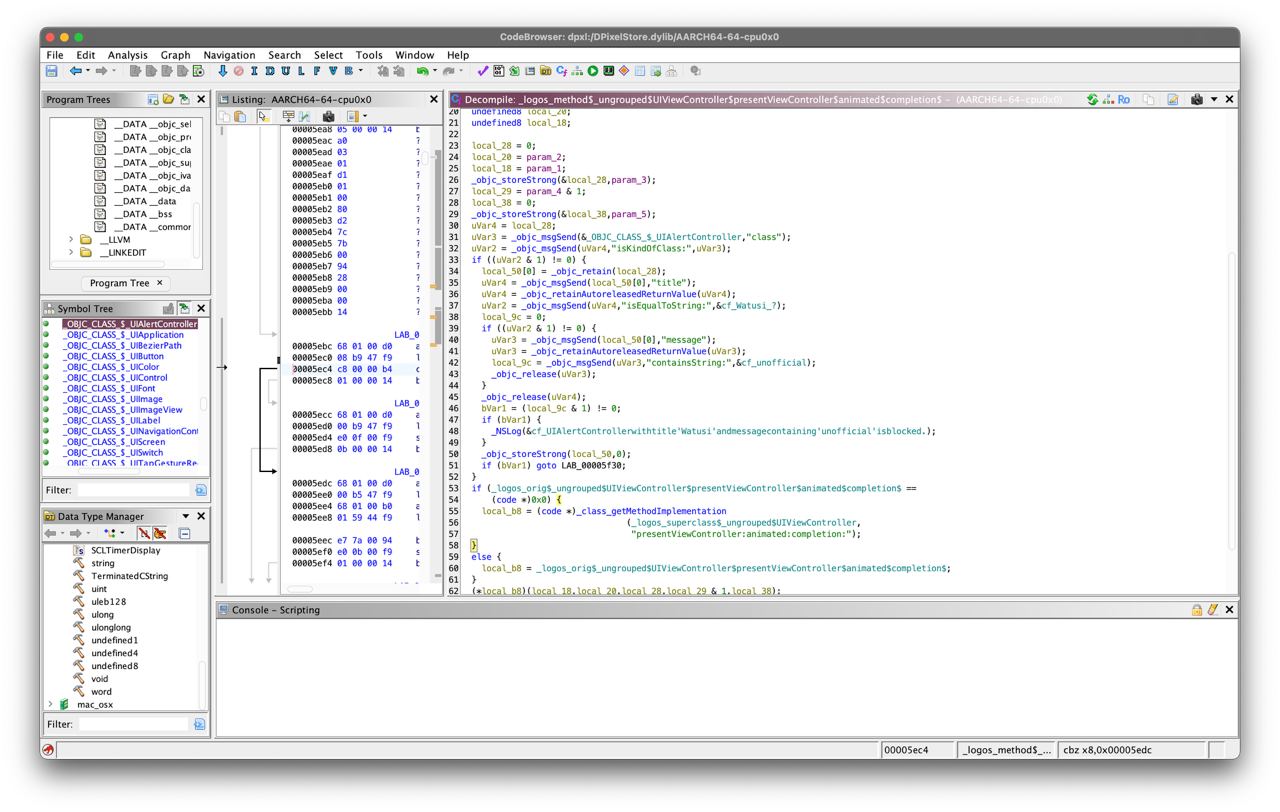 CodeBrowser: dpxl:/DPixelStore.dylib/AARCH64-64-cpu0x0
File Edit Analysis Graph Navigation Search Select Tools Window Help
I D U L F V B
Program Trees
__DATA __objc_sel
__DATA __objc_pro
__DATA __objc_cla
__DATA __objc_su
__DATA __objc_iva
__DATA __objc_da
__DATA __data
__DATA __bss
__DATA __common
__LLVM
__LINKEDIT
Program Tree ×
Symbol Tree
_OBJC_CLASS_$_UIAlertController
_OBJC_CLASS_$_UIApplication
_OBJC_CLASS_$_UIBezierPath
_OBJC_CLASS_$_UIButton
_OBJC_CLASS_$_UIColor
_OBJC_CLASS_$_UIControl
_OBJC_CLASS_$_UIFont
_OBJC_CLASS_$_UIImage
_OBJC_CLASS_$_UIImageView
_OBJC_CLASS_$_UILabel
_OBJC_CLASS_$_UINavigationCont
_OBJC_CLASS_$_UIScreen
_OBJC_CLASS_$_UISwitch
_OBJC_CLASS_$_UITapGestureRe
Filter:
Data Type Manager
SCLTimerDisplay
string
TerminatedCString
uint
uleb128
ulong
ulonglong
undefined1
undefined4
undefined8
void
word
mac_osx
Filter:
Listing: AARCH64-64-cpu0x0
00005ea8 05 00 00 14 b
00005eac a0 ?
00005ead 03 ?
00005eae 01 ?
00005eaf d1 ?
00005eb0 01 ?
00005eb1 00 ?
00005eb2 80 ?
00005eb3 d2 ?
00005eb4 7c ?
00005eb5 7b ?
00005eb6 00 ?
00005eb7 94 ?
00005eb8 28 ?
00005eb9 00 ?
00005eba 00 ?
00005ebb 14 ?
LAB_0
00005ebc 68 01 00 d0 a
00005ec0 08 b9 47 f9 l
00005ec4 c8 00 00 b4 c
00005ec8 01 00 00 14 b
LAB_0
00005ecc 68 01 00 d0 a
00005ed0 00 b9 47 f9 l
00005ed4 e0 0f 00 f9 s
00005ed8 0b 00 00 14 b
LAB_0
00005edc 68 01 00 d0 a
00005ee0 00 b5 47 f9 l
00005ee4 68 01 00 b0 a
00005ee8 01 59 44 f9 l
00005eec e7 7a 00 94 b
00005ef0 e0 0b 00 f9 s
00005ef4 01 00 00 14 b
Decompile: _logos_method$_ungrouped$UIViewController$presentViewController$animated$completion$ – (AARCH64-64-cpu0x0)
Ro
20 undefined8 local_20;
21 undefined8 local_18;
22
23 local_28 = 0;
24 local_20 = param_2;
25 local_18 = param_1;
26 _objc_storeStrong(&local_28,param_3);
27 local_29 = param_4 & 1;
28 local_38 = 0;
29 _objc_storeStrong(&local_38,param_5);
30 uVar4 = local_28;
31 uVar3 = _objc_msgSend(&_OBJC_CLASS_$_UIAlertController,"class");
32 uVar2 = _objc_msgSend(uVar4,"isKindOfClass:",uVar3);
33 if ((uVar2 & 1) != 0) {
34 local_50[0] = _objc_retain(local_28);
35 uVar4 = _objc_msgSend(local_50[0],"title");
36 uVar4 = _objc_retainAutoreleasedReturnValue(uVar4);
37 uVar2 = _objc_msgSend(uVar4,"isEqualToString:",&cf_Watusi_?);
38 local_9c = 0;
39 if ((uVar2 & 1) != 0) {
40 uVar3 = _objc_msgSend(local_50[0],"message");
41 uVar3 = _objc_retainAutoreleasedReturnValue(uVar3);
42 local_9c = _objc_msgSend(uVar3,"containsString:",&cf_unofficial);
43 _objc_release(uVar3);
44 }
45 _objc_release(uVar4);
46 bVar1 = (local_9c & 1) != 0;
47 if (bVar1) {
48 _NSLog(&cf_UIAlertControllerwithtitle'Watusi'andmessagecontaining'unofficial'isblocked.);
49 }
50 _objc_storeStrong(local_50,0);
51 if (bVar1) goto LAB_00005f30;
52 }
53 if (_logos_orig$_ungrouped$UIViewController$presentViewController$animated$completion$ ==
54 (code *)0x0) {
55 local_b8 = (code *)_class_getMethodImplementation
56 (_logos_superclass$_ungrouped$UIViewController,
57 "presentViewController:animated:completion:");
58 }
59 else {
60 local_b8 = _logos_orig$_ungrouped$UIViewController$presentViewController$animated$completion$;
61 }
62 (*local_b8)(local_18,local_20,local_28,local_29 & 1,local_38);
Console – Scripting
00005ec4
_logos_method$_...
cbz x8,0x00005edc